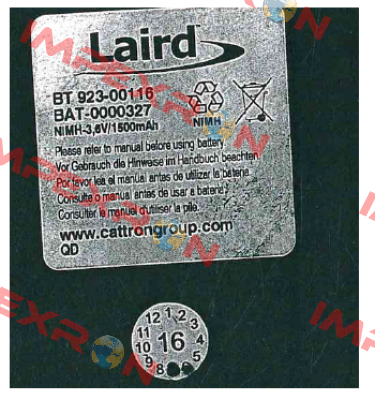 Laird™
BT 923-00116
BAT-0000327
NIMH-3,6V/1500mAh
NIMH
Please refer to manual before using battery.
Vor Gebrauch die Hinweise im Handbuch beachten.
Por favor lea el manual antes de utilizar la bateria.
Consulte o manual antes de usar a bateria.
Consulter le manuel d'utiliser la pile.
www.cattrongroup.com
QD
12 1 2 3 4 5 8 9 10 11
16
IMPEXRON